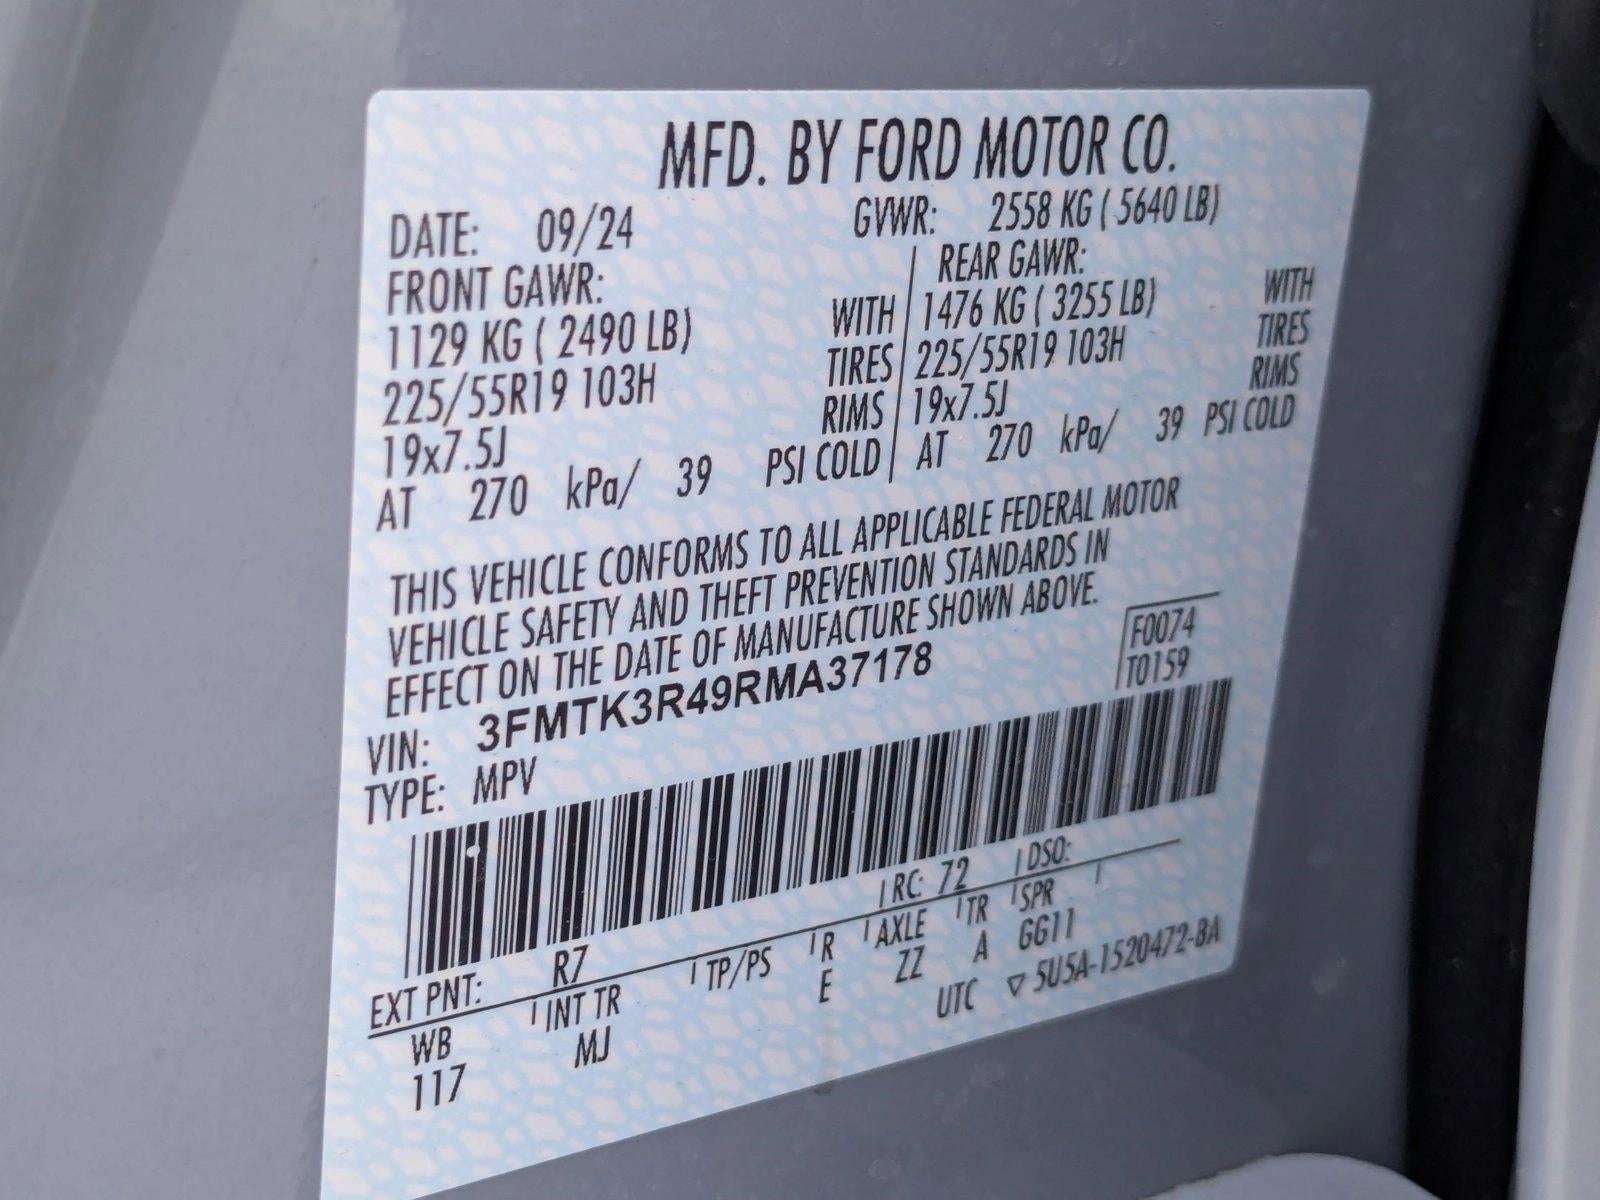 MFD. BY FORD MOTOR CO.
DATE: 09/24 GVWR: 2558 KG ( 5640 LB)
FRONT GAWR: REAR GAWR:
1129 KG ( 2490 LB) WITH 1476 KG ( 3255 LB) WITH
225/55R19 103H TIRES 225/55R19 103H TIRES
19x7.5J RIMS 19x7.5J RIMS
AT 270 kPa/ 39 PSI COLD AT 270 kPa/ 39 PSI COLD
THIS VEHICLE CONFORMS TO ALL APPLICABLE FEDERAL MOTOR
VEHICLE SAFETY AND THEFT PREVENTION STANDARDS IN
EFFECT ON THE DATE OF MANUFACTURE SHOWN ABOVE.
F0074
VIN: 3FMTK3R49RMA37178
T0159
TYPE: MPV
EXT PNT: R7 RC: 72 DSO:
WB INT TR TP/PS R AXLE TR SPR
117 MJ E ZZ A GG11
UTC ▽ 5U5A-1520472-BA